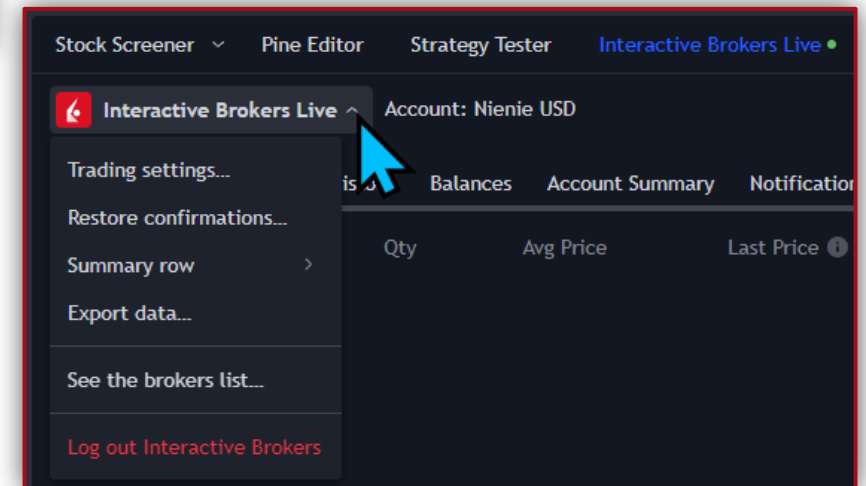 Stock Screener Pine Editor Strategy Tester Interactive Brokers Live
Interactive Brokers Live Account: Nienie USD
Trading settings...
Balances Account Summary Notification
Restore confirmations...
Qty Avg Price Last Price
Summary row
Export data...
See the brokers list...
Log out Interactive Brokers